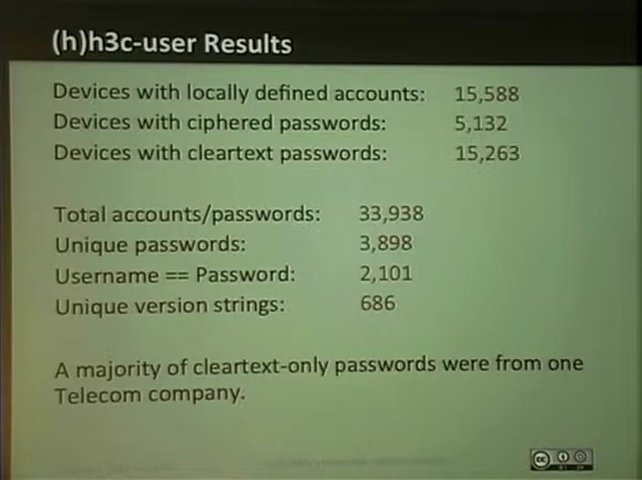 (h)h3c-user Results
Devices with locally defined accounts: 15,588
Devices with ciphered passwords: 5,132
Devices with cleartext passwords: 15,263
Total accounts/passwords: 33,938
Unique passwords: 3,898
Username == Password: 2,101
Unique version strings: 686
A majority of cleartext-only passwords were from one
Telecom company.
cc